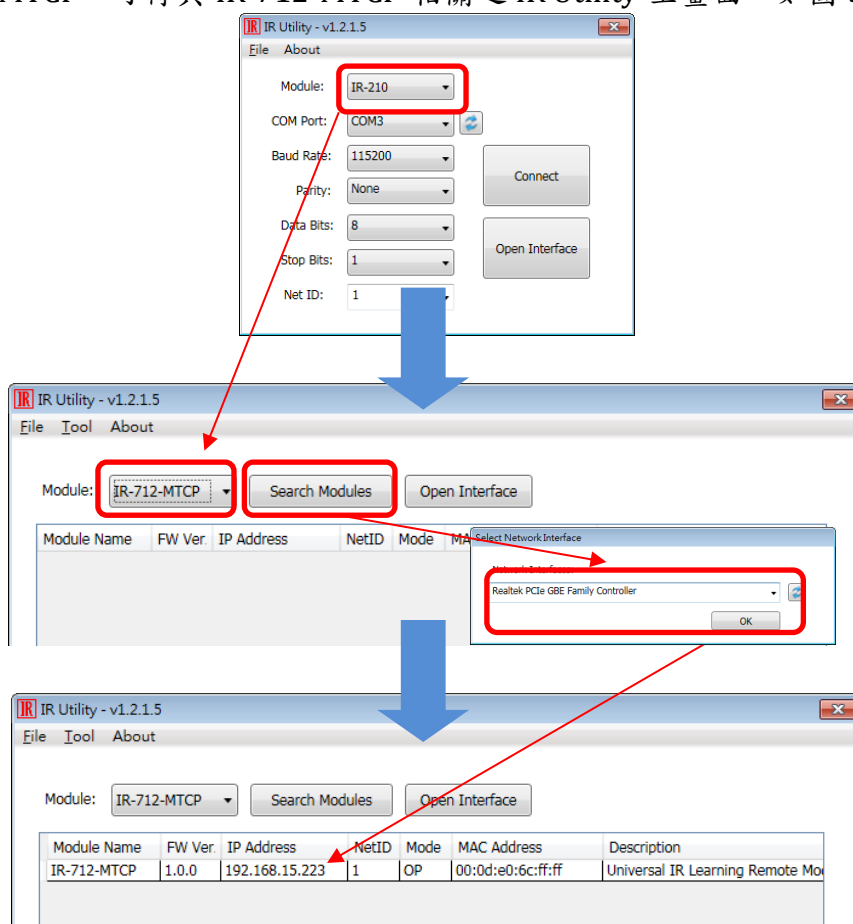 IR Utility - v1.2.1.5
File About
Module: IR-210
COM Port: COM3
Baud Rate: 115200
Parity: None
Data Bits: 8
Stop Bits: 1
Net ID: 1
Connect
Open Interface
IR Utility - v1.2.1.5
File Tool About
Module: IR-712-MTCP Search Modules Open Interface
Module Name FW Ver. IP Address NetID Mode
Select Network Interface
Realtek PCIe GBE Family Controller
OK
IR Utility - v1.2.1.5
File Tool About
Module: IR-712-MTCP Search Modules Open Interface
Module Name FW Ver. IP Address NetID Mode MAC Address Description
IR-712-MTCP 1.0.0 192.168.15.223 1 OP 00:0d:e0:6c:ff:ff Universal IR Learning Remote